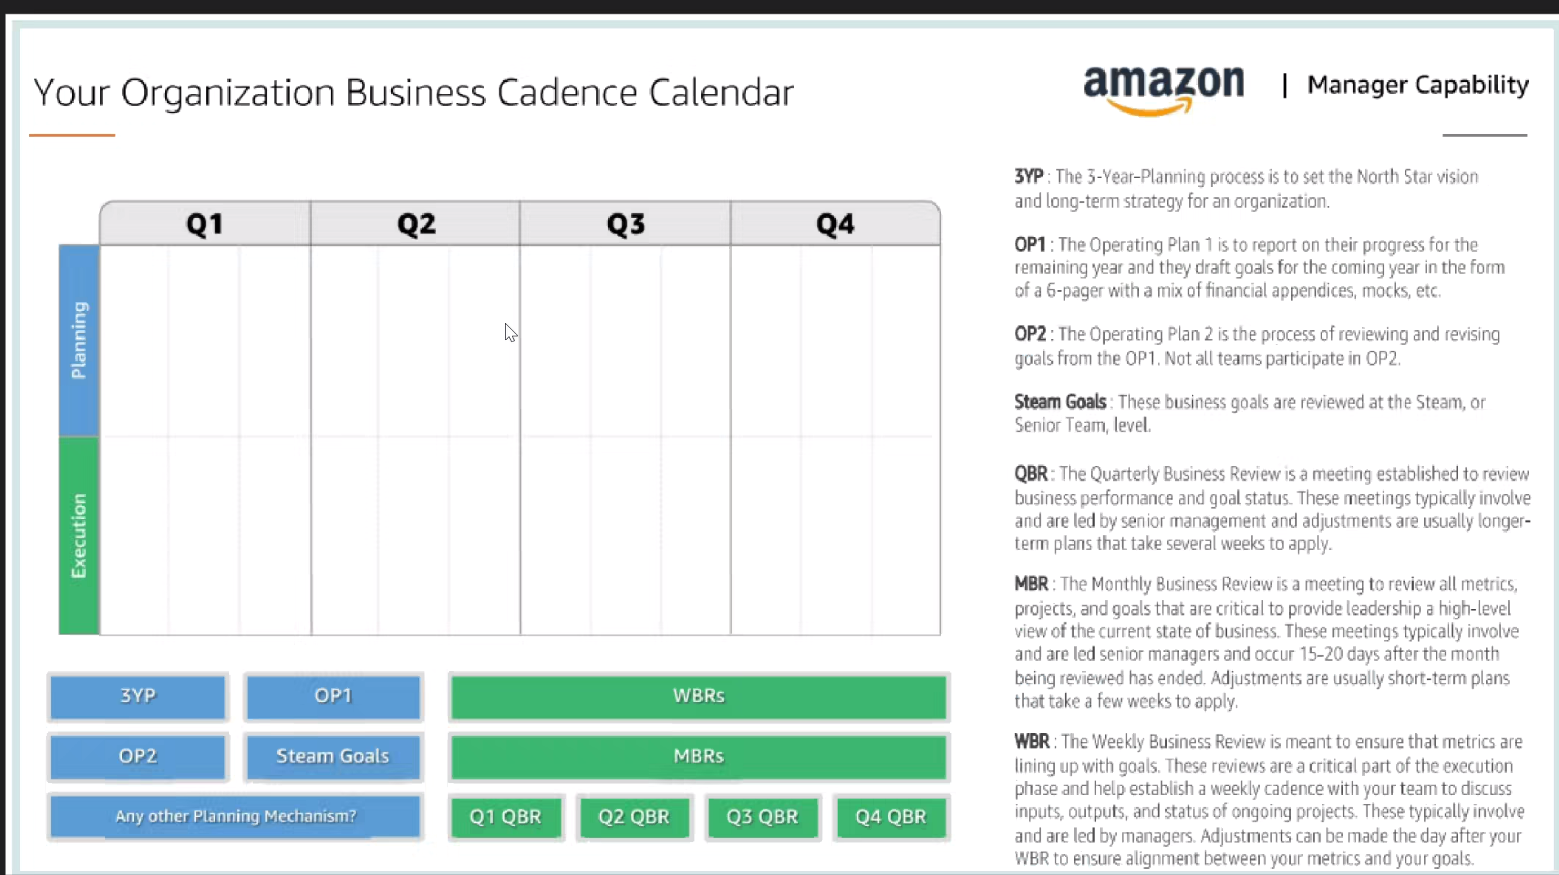 Your Organization Business Cadence Calendar
amazon | Manager Capability
Q1 Q2 Q3 Q4
Planning
Execution
3YP OP1 WBRs
OP2 Steam Goals MBRs
Any other Planning Mechanism? Q1 QBR Q2 QBR Q3 QBR Q4 QBR
3YP : The 3-Year-Planning process is to set the North Star vision
and long-term strategy for an organization.
OP1 : The Operating Plan 1 is to report on their progress for the
remaining year and they draft goals for the coming year in the form
of a 6-pager with a mix of financial appendices, mocks, etc.
OP2 : The Operating Plan 2 is the process of reviewing and revising
goals from the OP1. Not all teams participate in OP2.
Steam Goals : These business goals are reviewed at the Steam, or
Senior Team, level.
QBR : The Quarterly Business Review is a meeting established to review
business performance and goal status. These meetings typically involve
and are led by senior management and adjustments are usually longer-
term plans that take several weeks to apply.
MBR : The Monthly Business Review is a meeting to review all metrics,
projects, and goals that are critical to provide leadership a high-level
view of the current state of business. These meetings typically involve
and are led senior managers and occur 15-20 days after the month
being reviewed has ended. Adjustments are usually short-term plans
that take a few weeks to apply.
WBR : The Weekly Business Review is meant to ensure that metrics are
lining up with goals. These reviews are a critical part of the execution
phase and help establish a weekly cadence with your team to discuss
inputs, outputs, and status of ongoing projects. These typically involve
and are led by managers. Adjustments can be made the day after your
WBR to ensure alignment between your metrics and your goals.